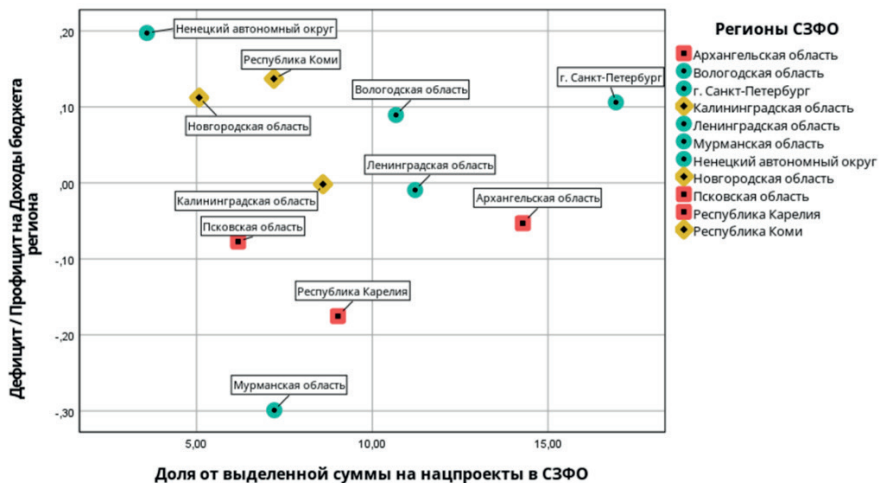 ,20
,10
,00
-,10
-,20
-,30
Дефицит / Профицит на Доходы бюджета
региона
Ненецкий автономный округ
Республика Коми
Новгородская область
Вологодская область
г. Санкт-Петербург
Ленинградская область
Калининградская область
Архангельская область
Псковская область
Республика Карелия
Мурманская область
5,00
10,00
15,00
Доля от выделенной суммы на нацпроекты в СЗФО
Регионы СЗФО
Архангельская область
Вологодская область
г. Санкт-Петербург
Калининградская область
Ленинградская область
Мурманская область
Ненецкий автономный округ
Новгородская область
Псковская область
Республика Карелия
Республика Коми